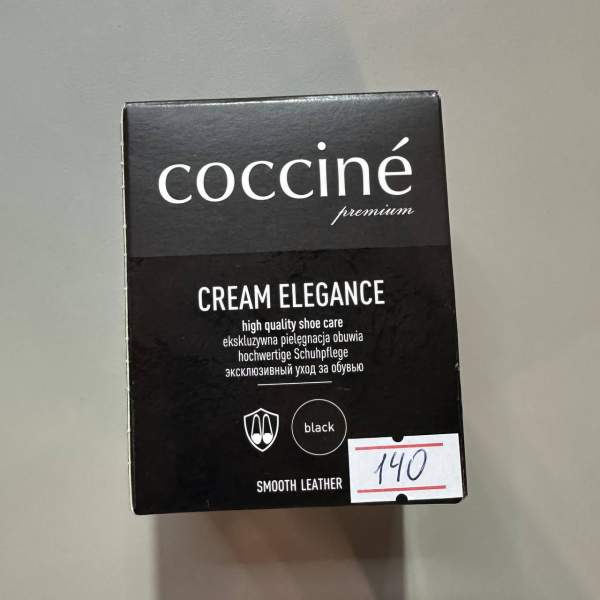 cocciné
premium
CREAM ELEGANCE
high quality shoe care
ekskluzywna pielęgnacja obuwia
hochwertige Schuhpflege
эксклюзивный уход за обувью
black
140
SMOOTH LEATHER